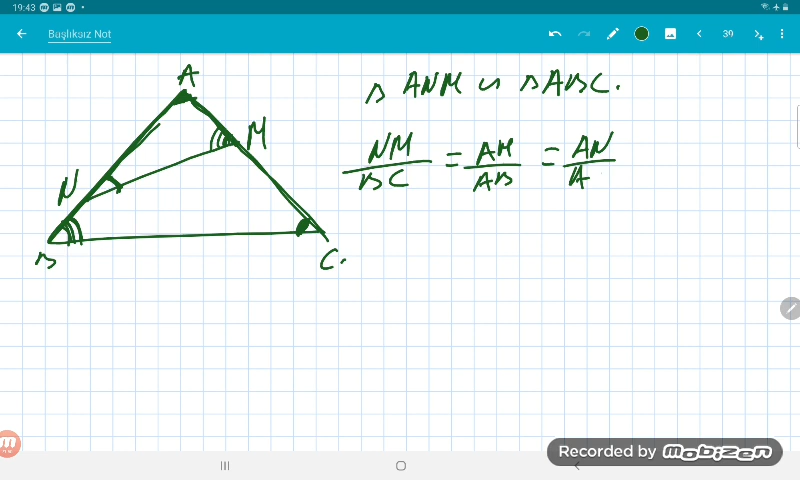 19:43
Başlıksız Not
39
A
△ ANM ∽ △ ABC.
M
NM/BC = AM/AB = AN/A
N
B
C.
Recorded by mobizen